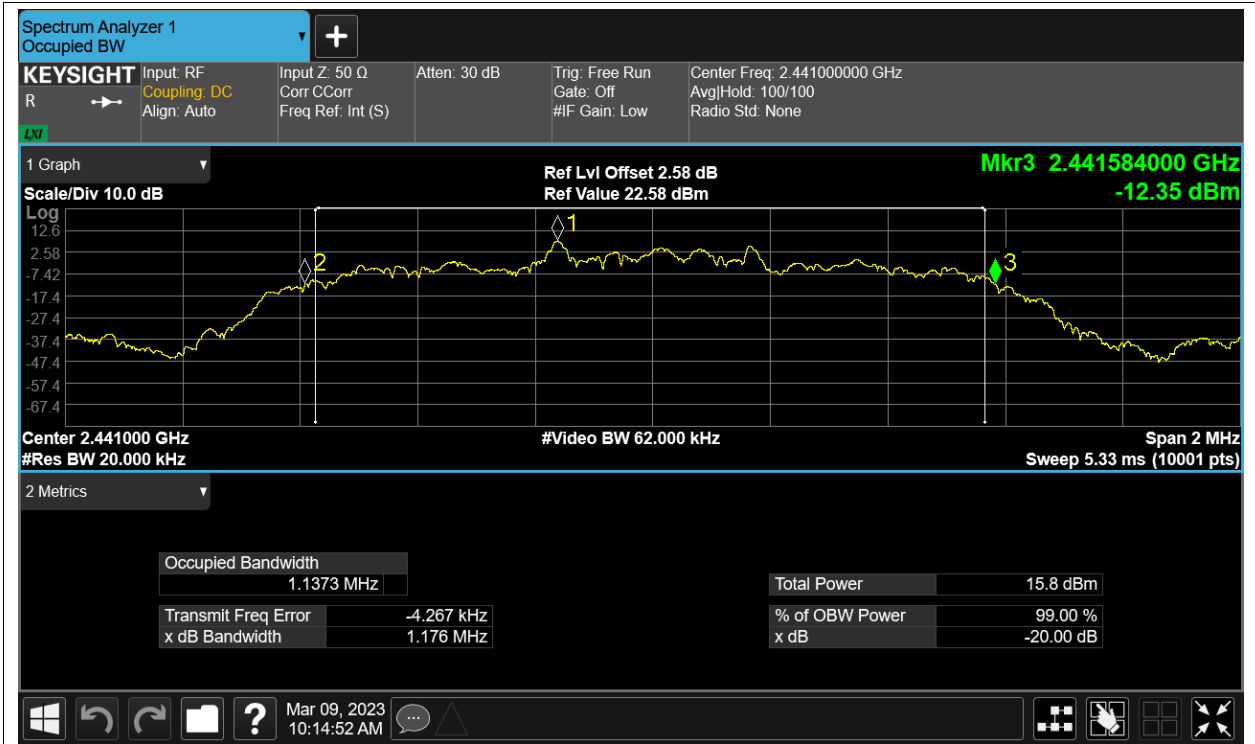 Spectrum Analyzer 1
Occupied BW
KEYSIGHT
R
LXI
Input: RF
Coupling: DC
Align: Auto
Input Z: 50 Ω
Corr CCorr
Freq Ref: Int (S)
Atten: 30 dB
Trig: Free Run
Gate: Off
#IF Gain: Low
Center Freq: 2.441000000 GHz
Avg|Hold: 100/100
Radio Std: None
1 Graph
Scale/Div 10.0 dB
Ref Lvl Offset 2.58 dB
Ref Value 22.58 dBm
Mkr3 2.441584000 GHz
-12.35 dBm
Log
12.6
2.58
-7.42
-17.4
-27.4
-37.4
-47.4
-57.4
-67.4
1
2
3
Center 2.441000 GHz
#Res BW 20.000 kHz
#Video BW 62.000 kHz
Span 2 MHz
Sweep 5.33 ms (10001 pts)
2 Metrics
Occupied Bandwidth
1.1373 MHz
Transmit Freq Error -4.267 kHz
x dB Bandwidth 1.176 MHz
Total Power 15.8 dBm
% of OBW Power 99.00 %
x dB -20.00 dB
?
Mar 09, 2023
10:14:52 AM